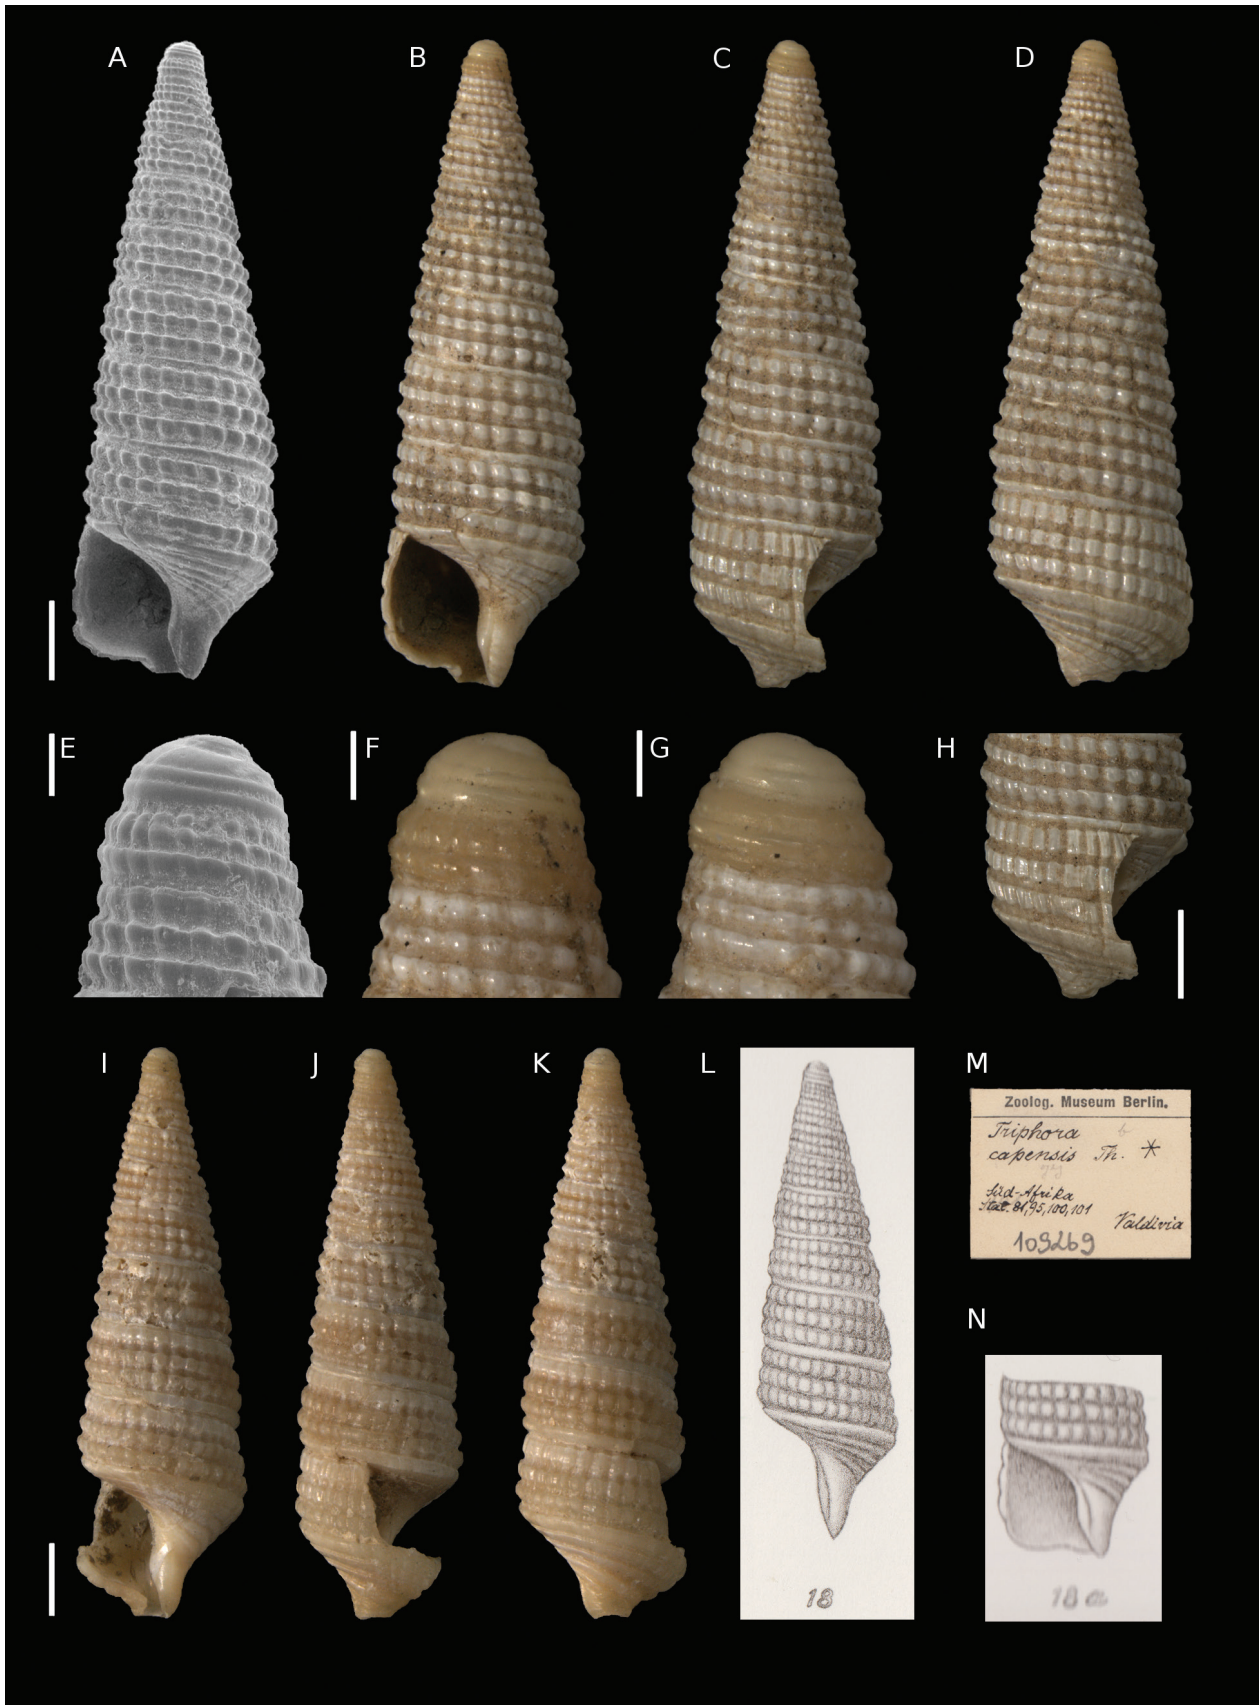 A
B
C
D
E
F
G
H
I
J
K
L
18
M
Zoolog. Museum Berlin.
Triphora
capensis Th. *
Süd-Afrika
Stat. 81, 95, 100, 101
Valdivia
109269
N
18 a